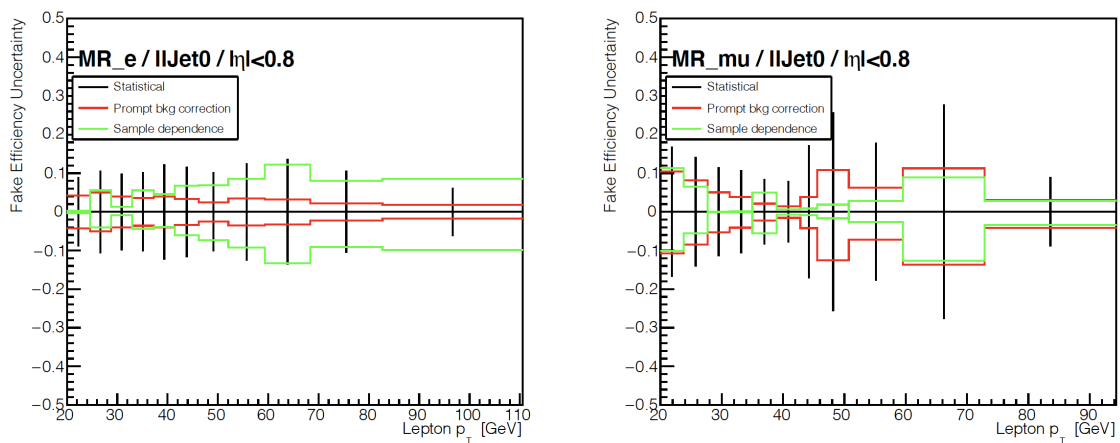 0.5
0.4
0.3
0.2
0.1
0
−0.1
−0.2
−0.3
−0.4
−0.5
Fake Efficiency Uncertainty
MR_e / IIJet0 / |η|<0.8
Statistical
Prompt bkg correction
Sample dependence
20 30 40 50 60 70 80 90 100 110
Lepton p_T [GeV]
0.5
0.4
0.3
0.2
0.1
0
−0.1
−0.2
−0.3
−0.4
−0.5
Fake Efficiency Uncertainty
MR_mu / IIJet0 / |η|<0.8
Statistical
Prompt bkg correction
Sample dependence
20 30 40 50 60 70 80 90
Lepton p_T [GeV]